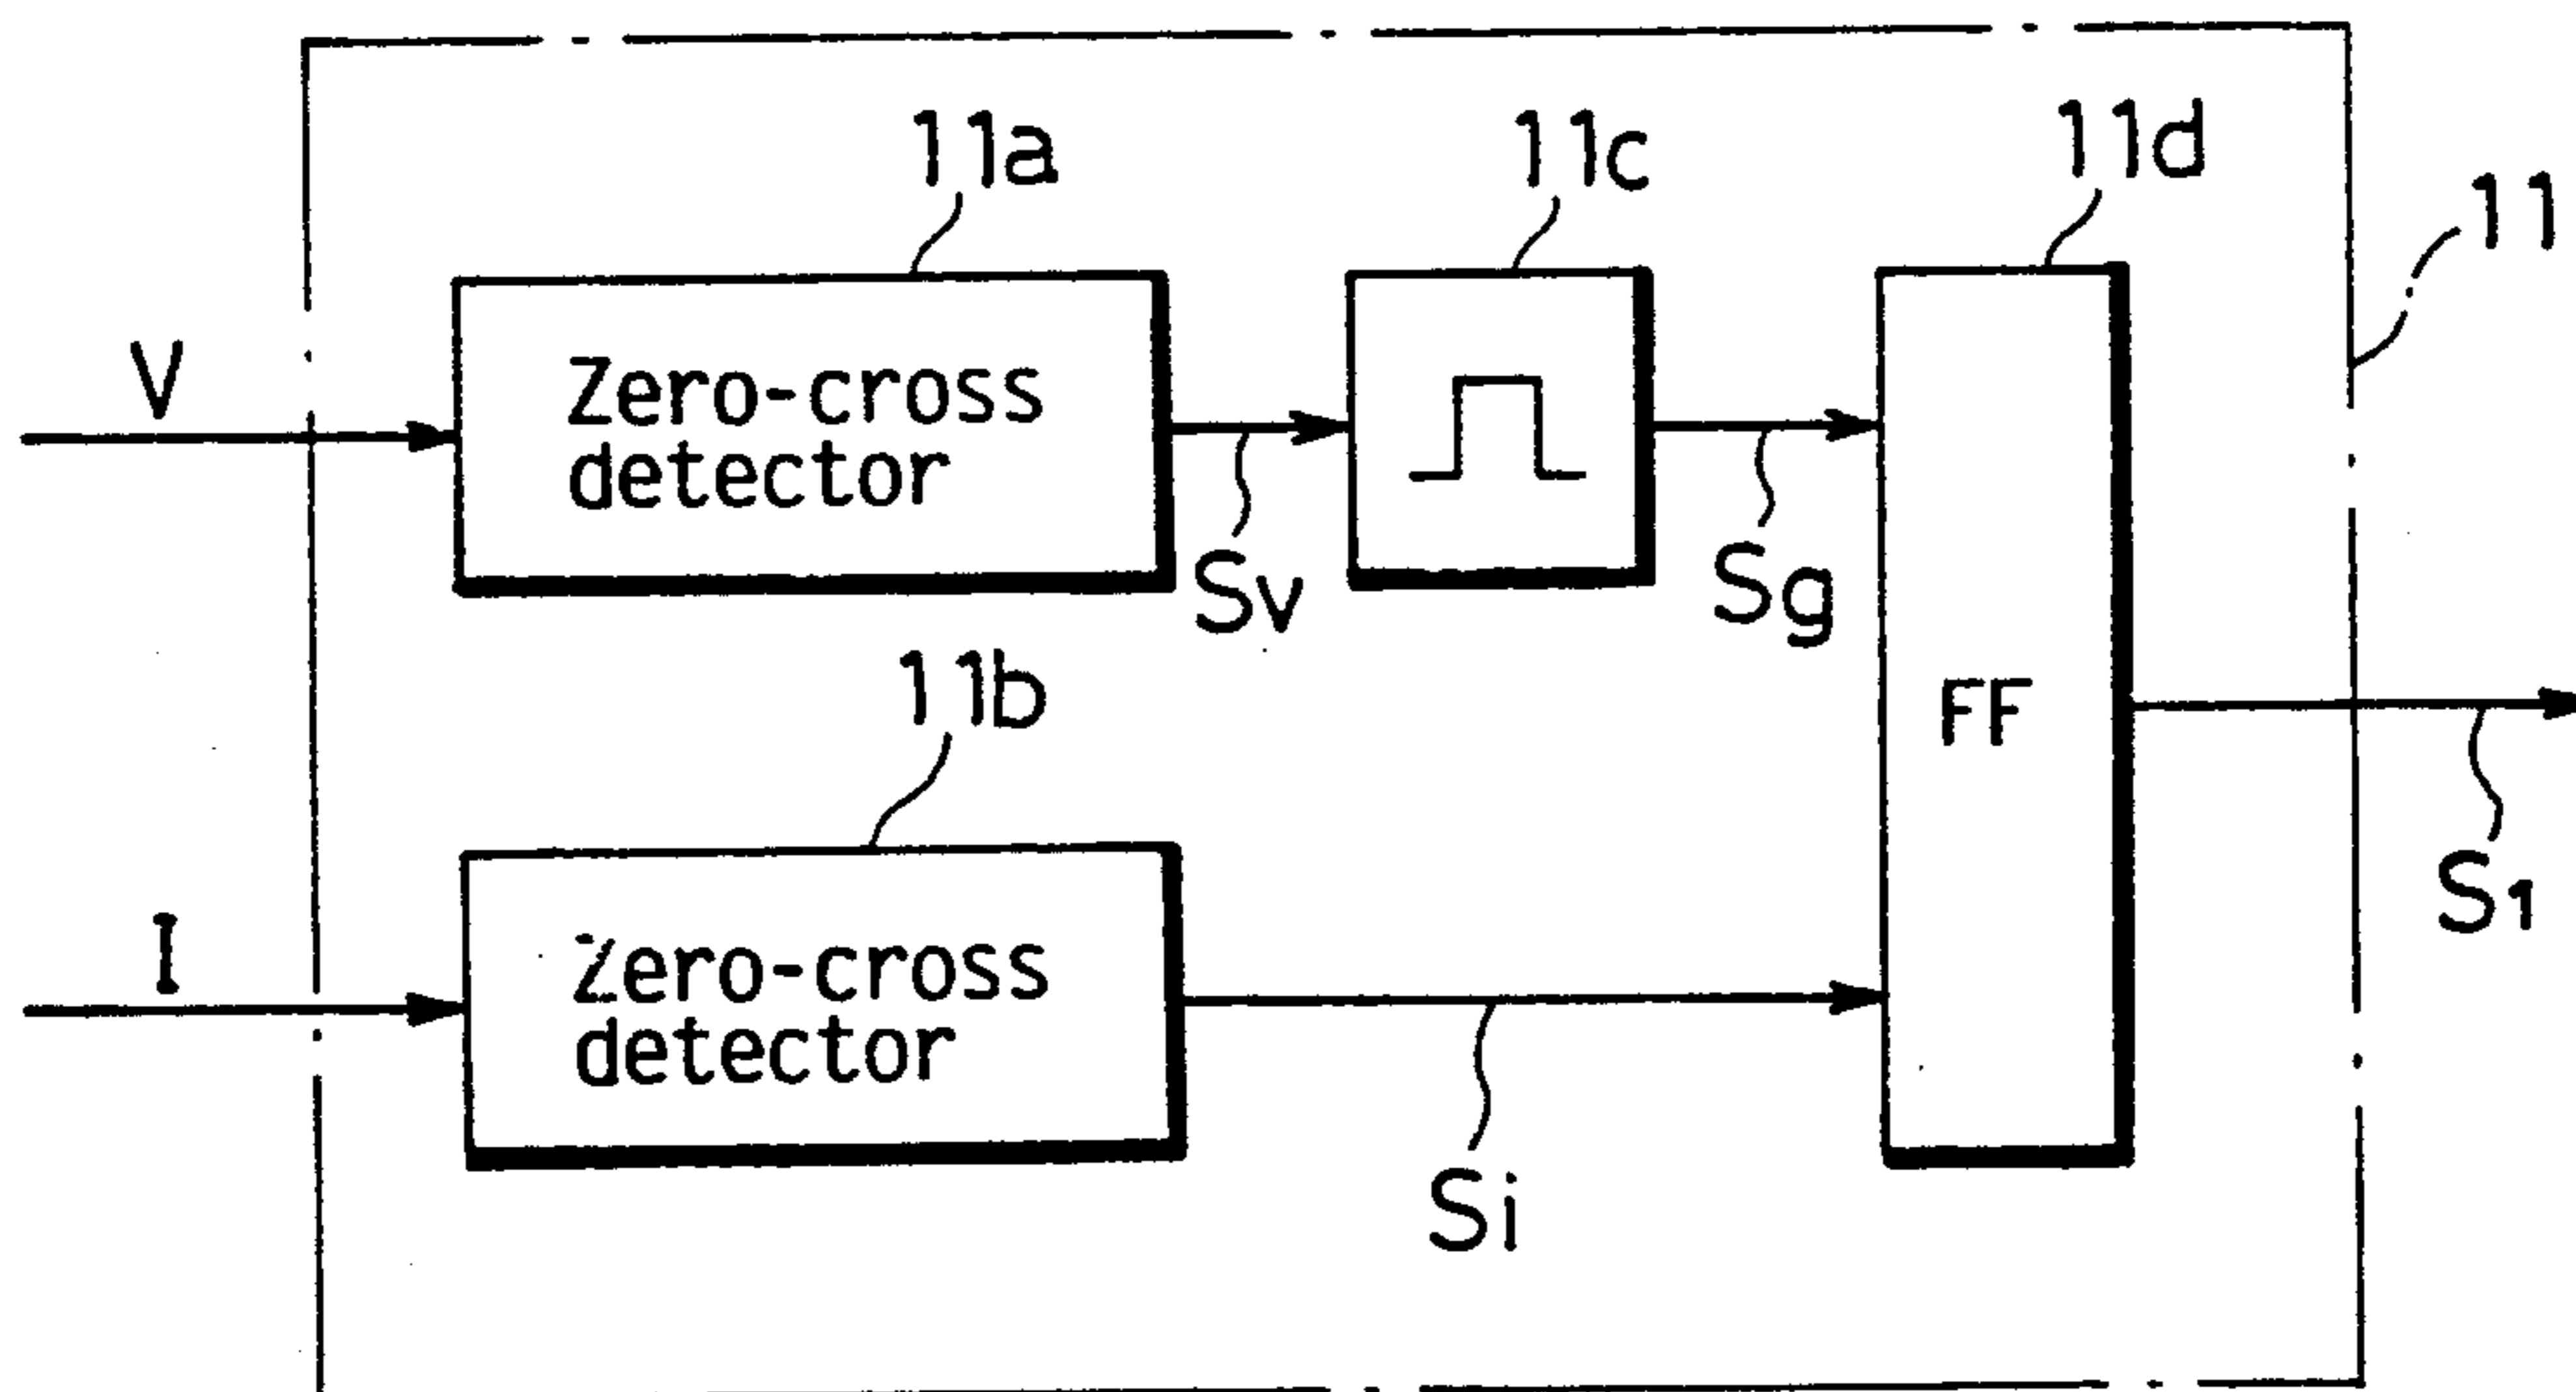 11a
11c
11d
11
V
Zero-cross
detector
Sv
Sg
11b
FF
I
Zero-cross
detector
Si
S1